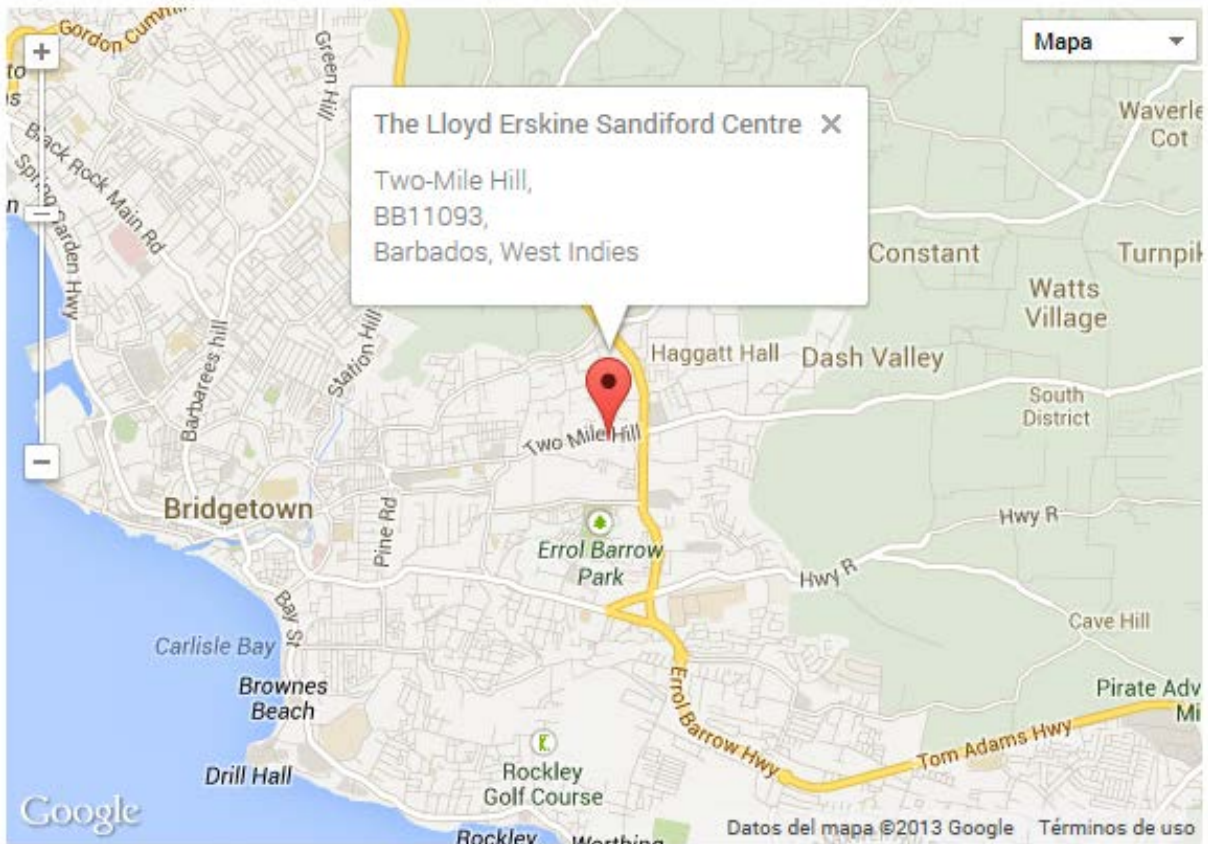 Gordon Cummi
+
to
ns
Green Hill
Mapa
Waverle
Cot
Black Rock Main Rd
Spring Garden Hwy
n
The Lloyd Erskine Sandiford Centre ×
Two-Mile Hill,
BB11093,
Barbados, West Indies
Constant
Turnpik
Watts
Village
Barbarees hill
Station Hill
Haggatt Hall
Dash Valley
South
District
Two Mile Hill
−
Bridgetown
Pine Rd
Errol Barrow
Park
Hwy R
Hwy R
Bay St
Cave Hill
Carlisle Bay
Brownes
Beach
Errol Barrow Hwy
Pirate Adv
Mi
Tom Adams Hwy
Drill Hall
Rockley
Golf Course
Google
Rockley
Worthing
Datos del mapa ©2013 Google
Términos de uso